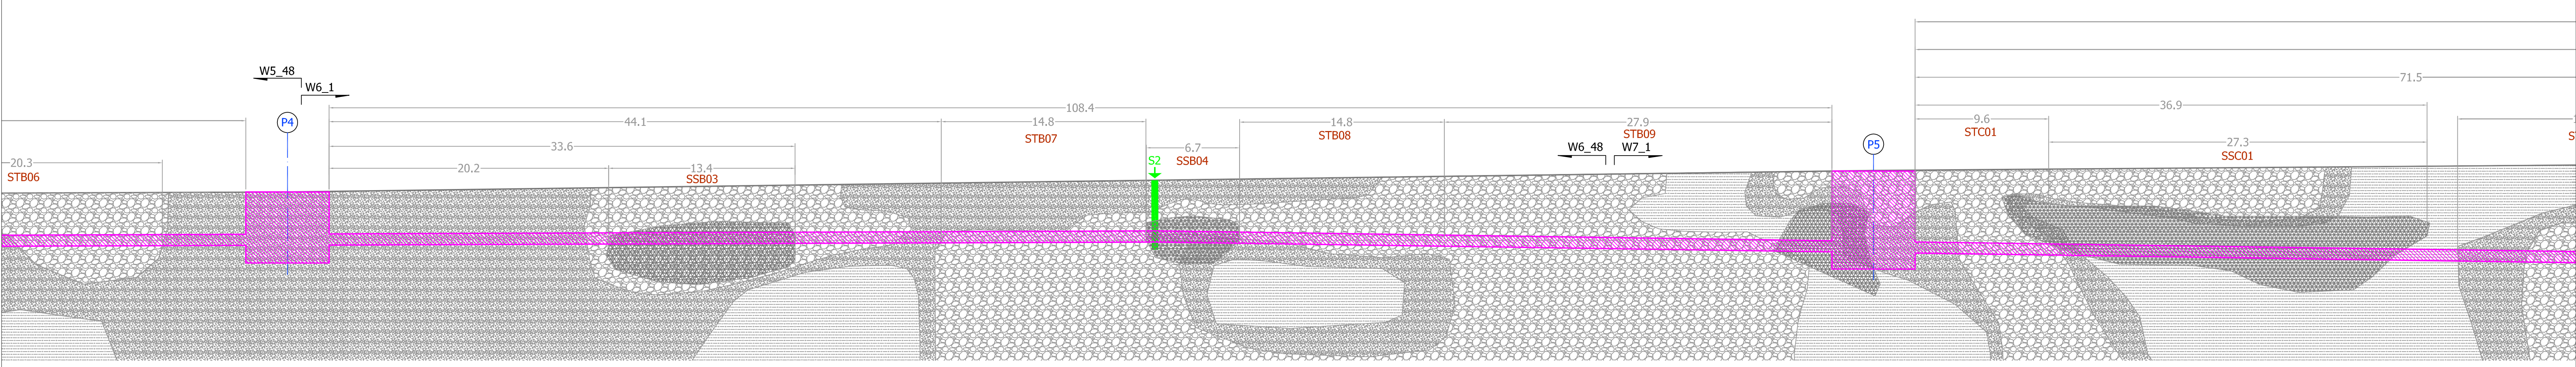 W5_48
W6_1
P4
20.3
STB06
108.4
44.1
14.8
STB07
33.6
20.2
13.4
SSB03
6.7
SSB04
S2
14.8
STB08
27.9
STB09
W6_48
W7_1
P5
71.5
36.9
9.6
STC01
27.3
SSC01